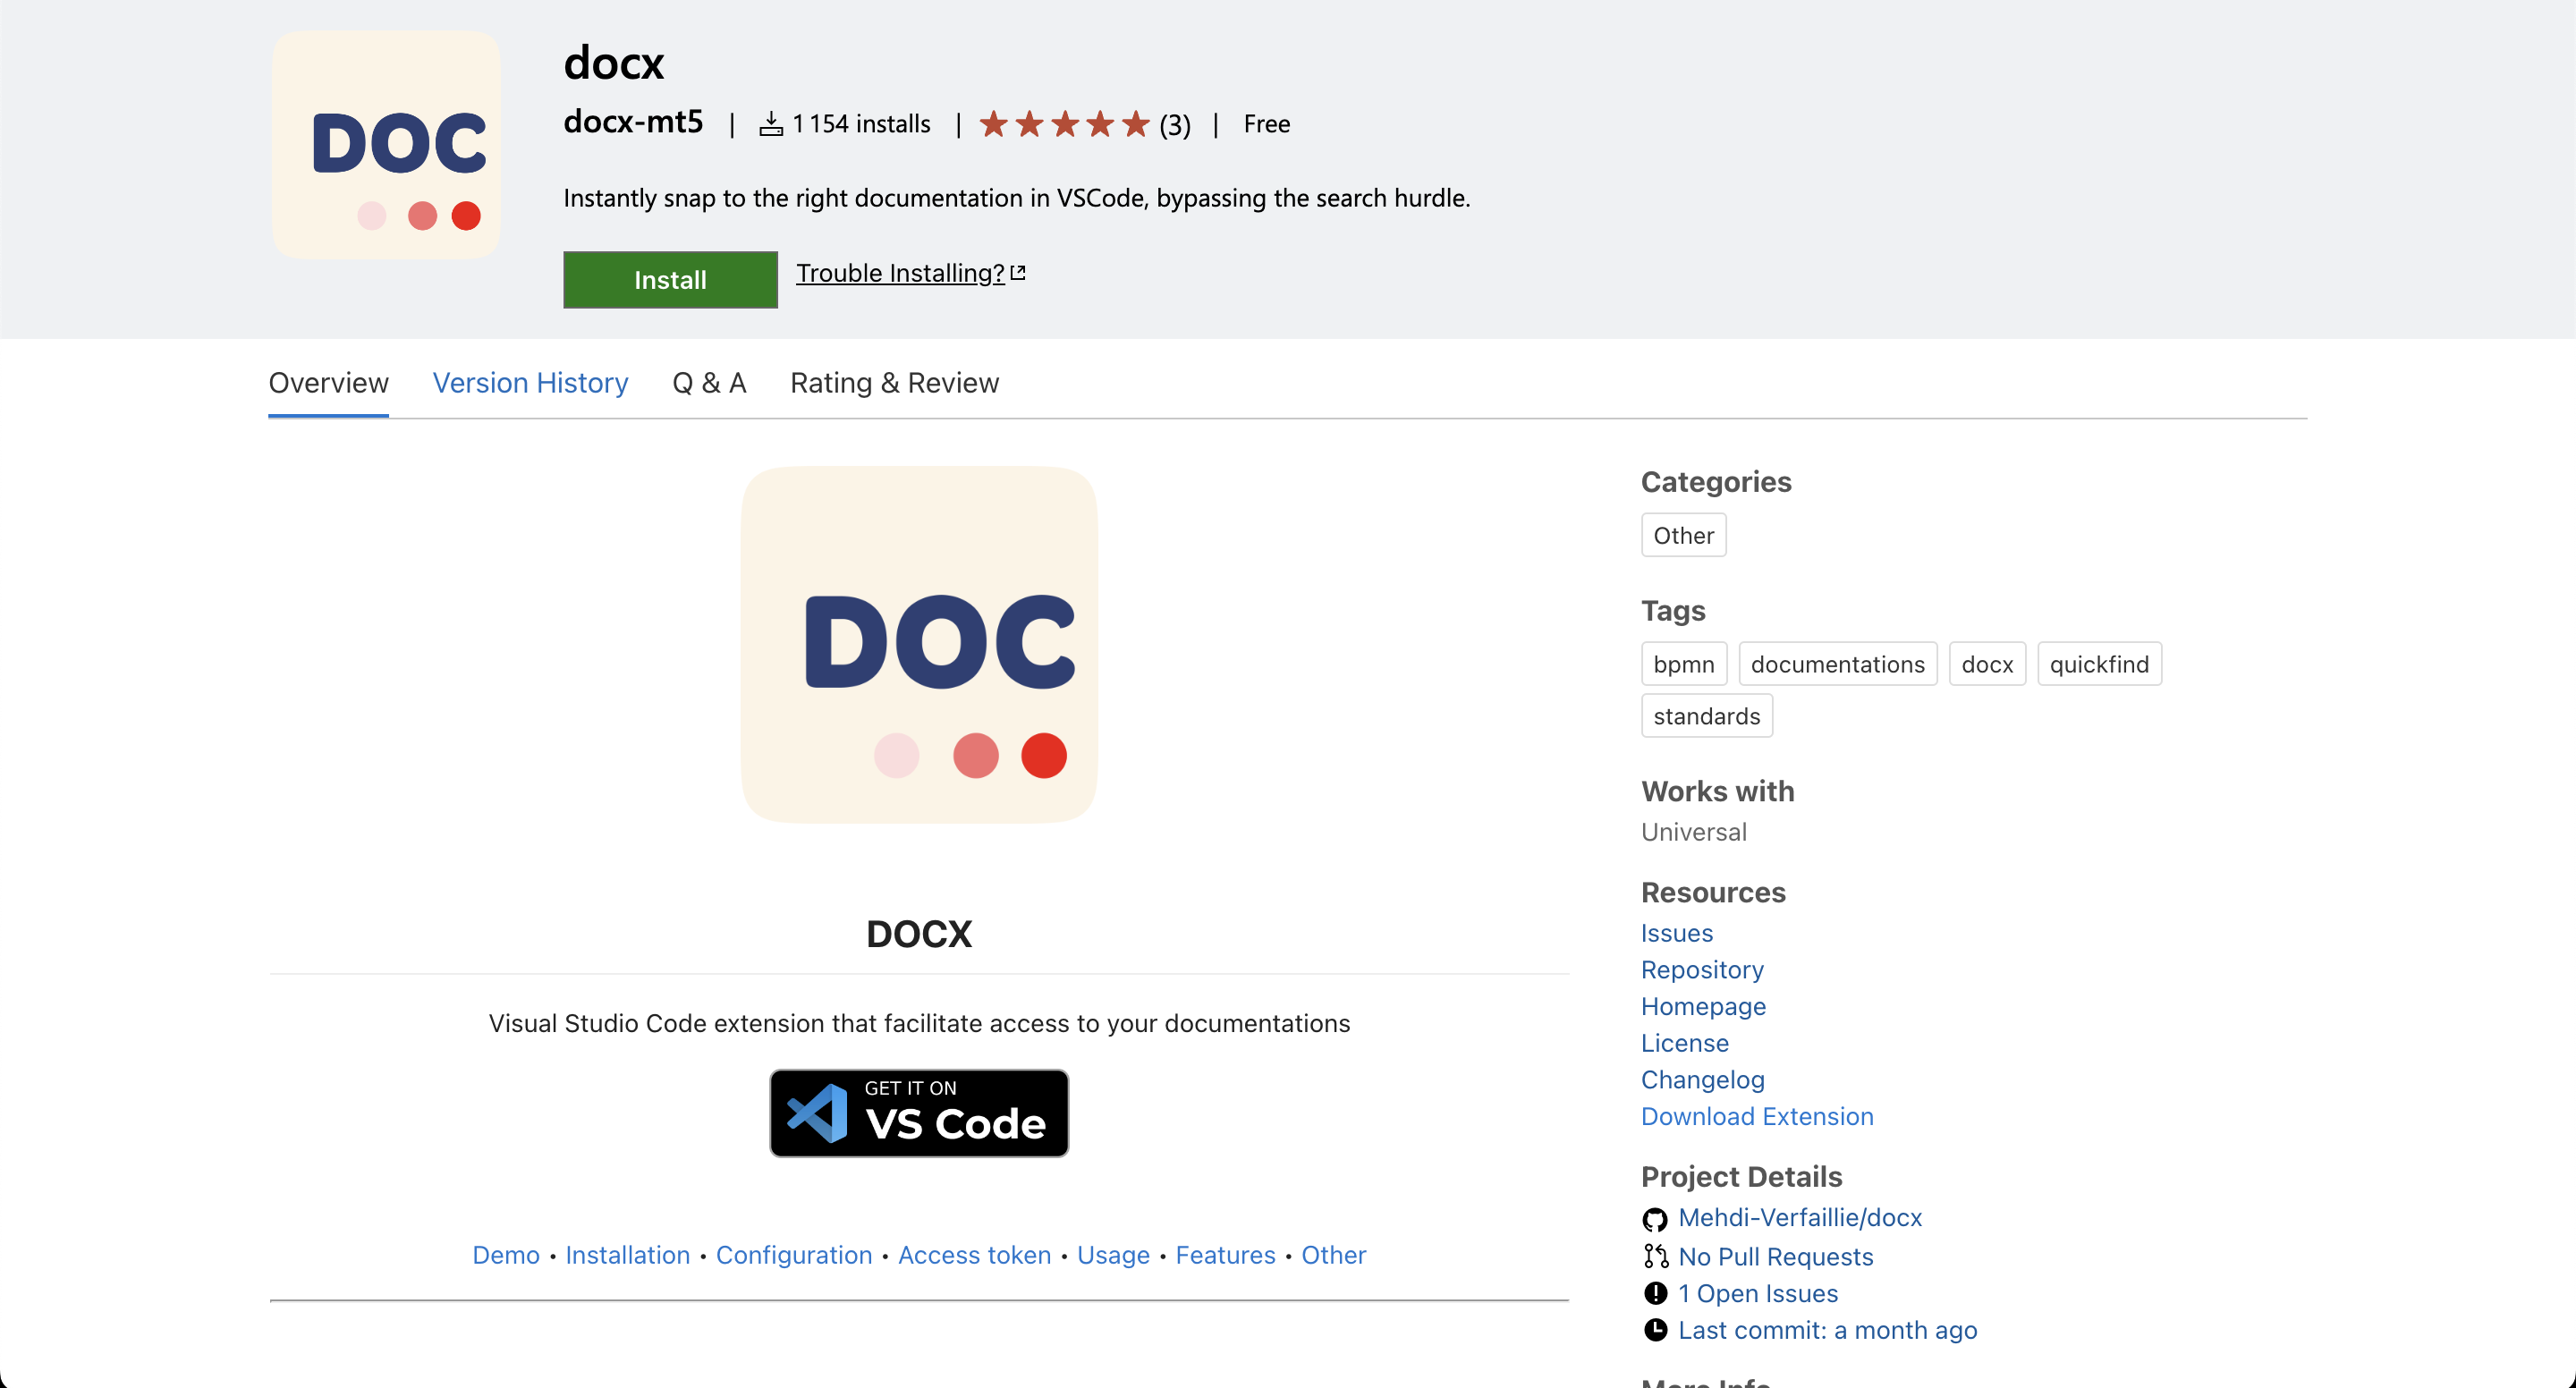 DOC
docx
docx-mt5 | 1 154 installs | (3) | Free
Instantly snap to the right documentation in VSCode, bypassing the search hurdle.
Install
Trouble Installing?
Overview Version History Q & A Rating & Review
DOC
DOCX
Visual Studio Code extension that facilitate access to your documentations
GET IT ON
VS Code
Demo • Installation • Configuration • Access token • Usage • Features • Other
Categories
Other
Tags
bpmn documentations docx quickfind
standards
Works with
Universal
Resources
Issues
Repository
Homepage
License
Changelog
Download Extension
Project Details
Mehdi-Verfaillie/docx
No Pull Requests
1 Open Issues
Last commit: a month ago
More Info